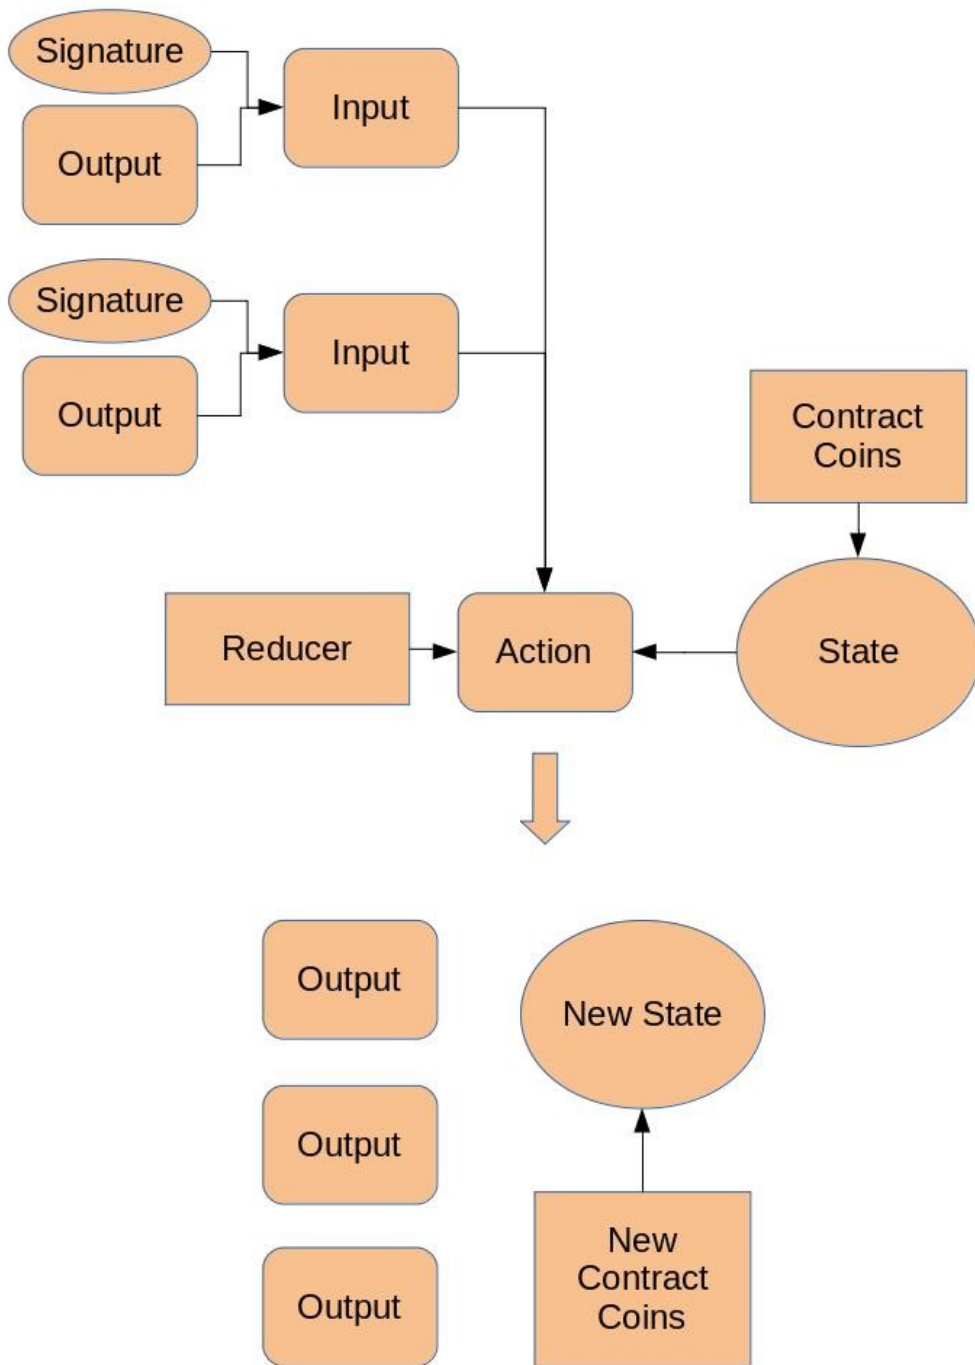 Signature
Input
Output
Signature
Input
Output
Contract
Coins
Reducer
Action
State
Output
New State
Output
New
Contract
Coins
Output